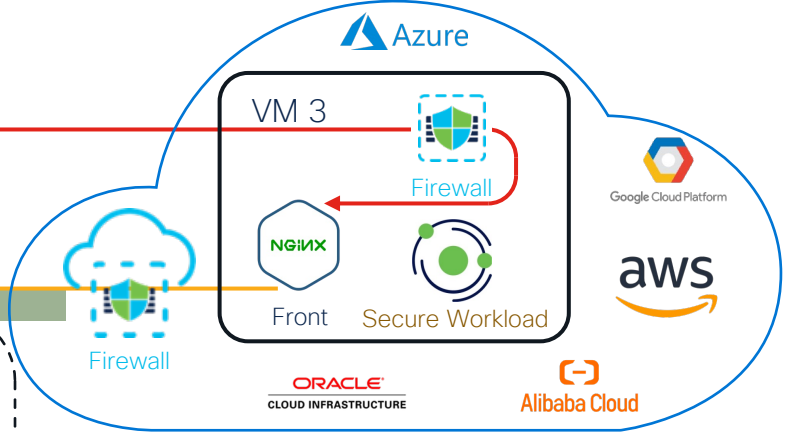 Azure
VM 3
Firewall
Google Cloud Platform
NGINX
aws
Front
Secure Workload
Firewall
ORACLE'
CLOUD INFRASTRUCTURE
Alibaba Cloud